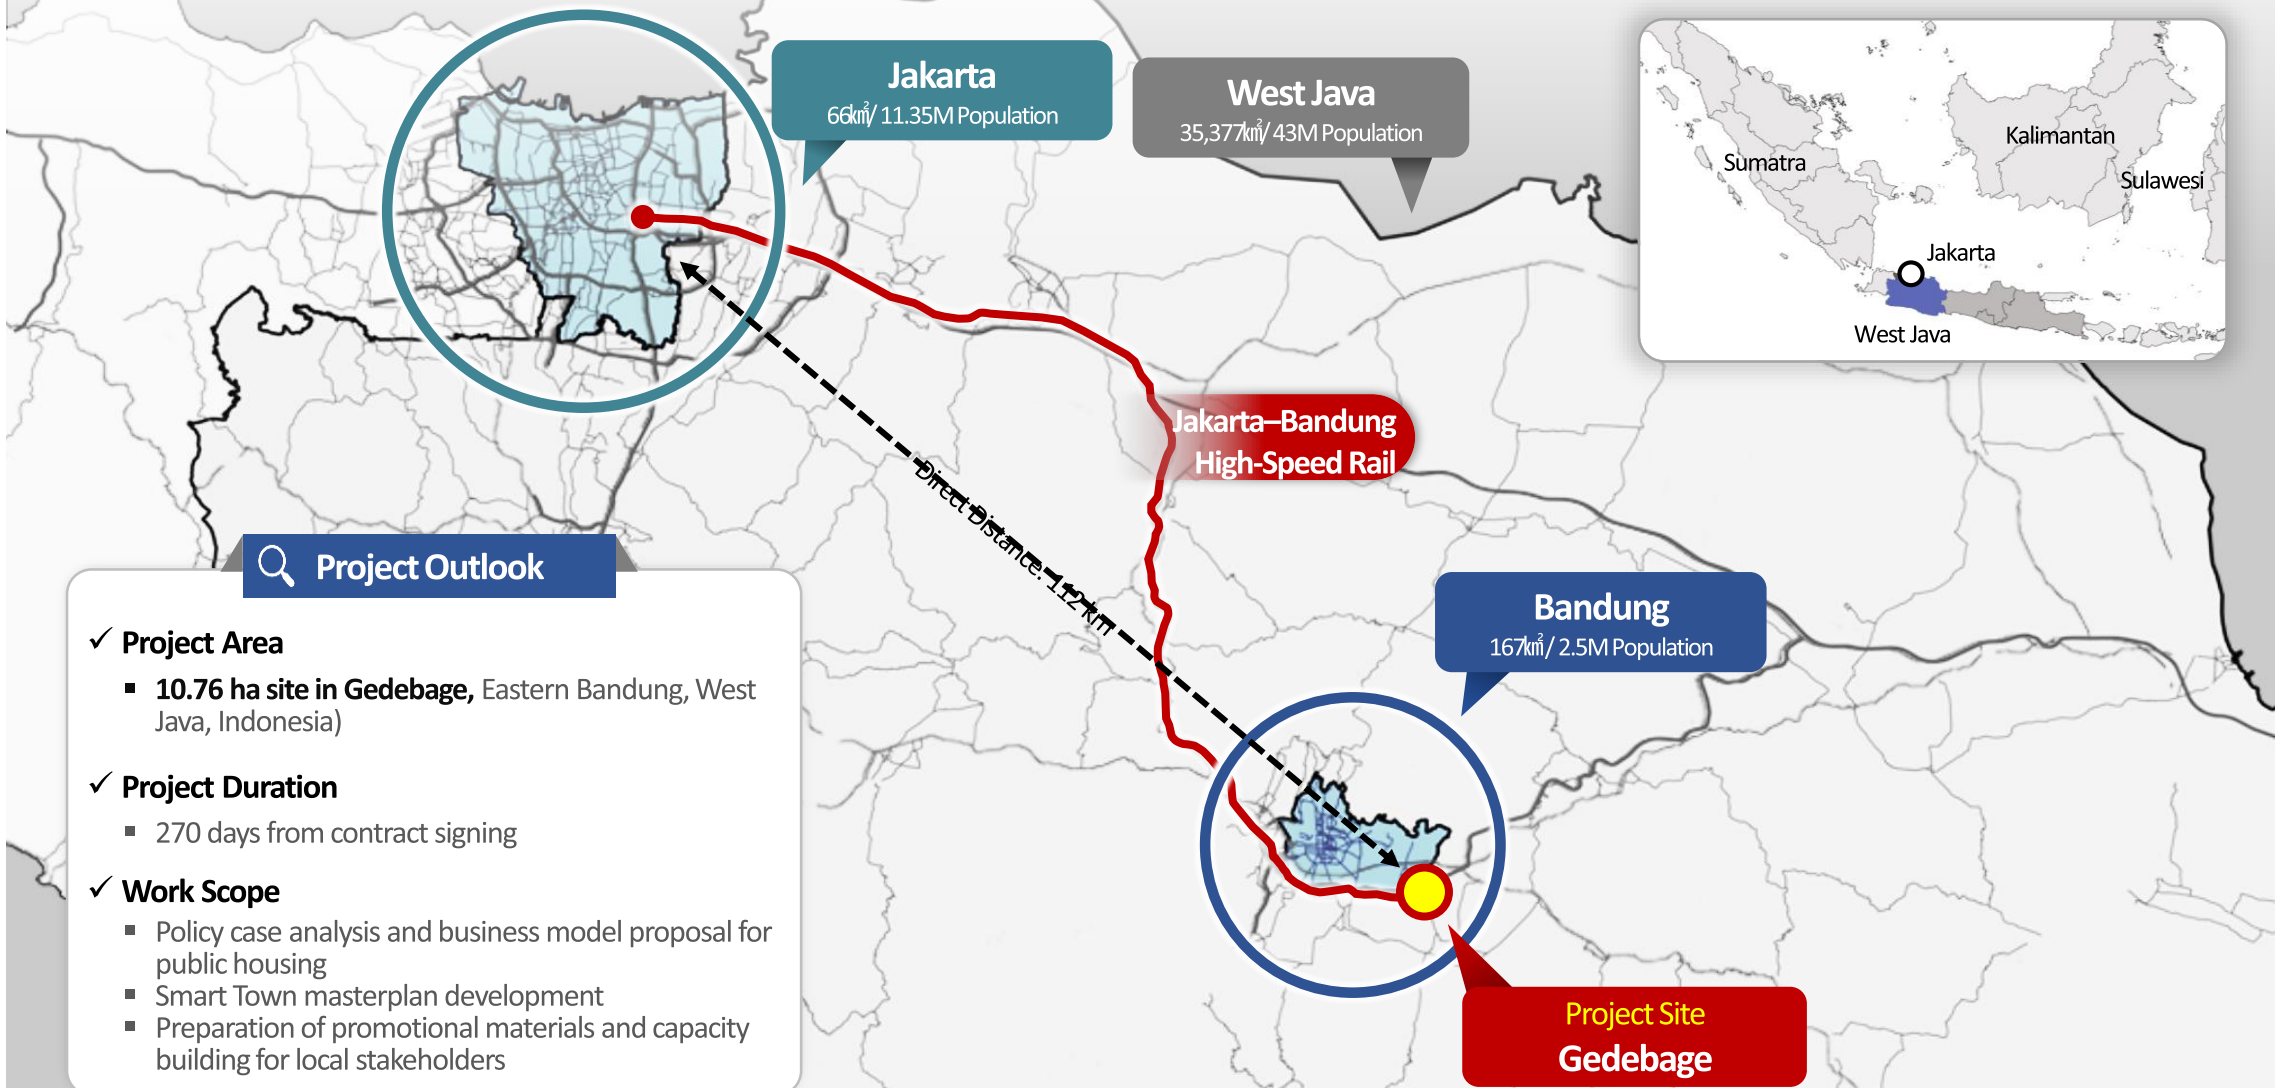 Jakarta
66㎢/ 11.35M Population
West Java
35,377㎢/ 43M Population
Sumatra
Kalimantan
Sulawesi
Jakarta
West Java
Jakarta–Bandung
High-Speed Rail
Direct Distance: 112 km
Bandung
167㎢/ 2.5M Population
Project Site
Gedebage
Project Outlook
✓ Project Area
▪ 10.76 ha site in Gedebage, Eastern Bandung, West
Java, Indonesia)
✓ Project Duration
▪ 270 days from contract signing
✓ Work Scope
▪ Policy case analysis and business model proposal for
public housing
▪ Smart Town masterplan development
▪ Preparation of promotional materials and capacity
building for local stakeholders